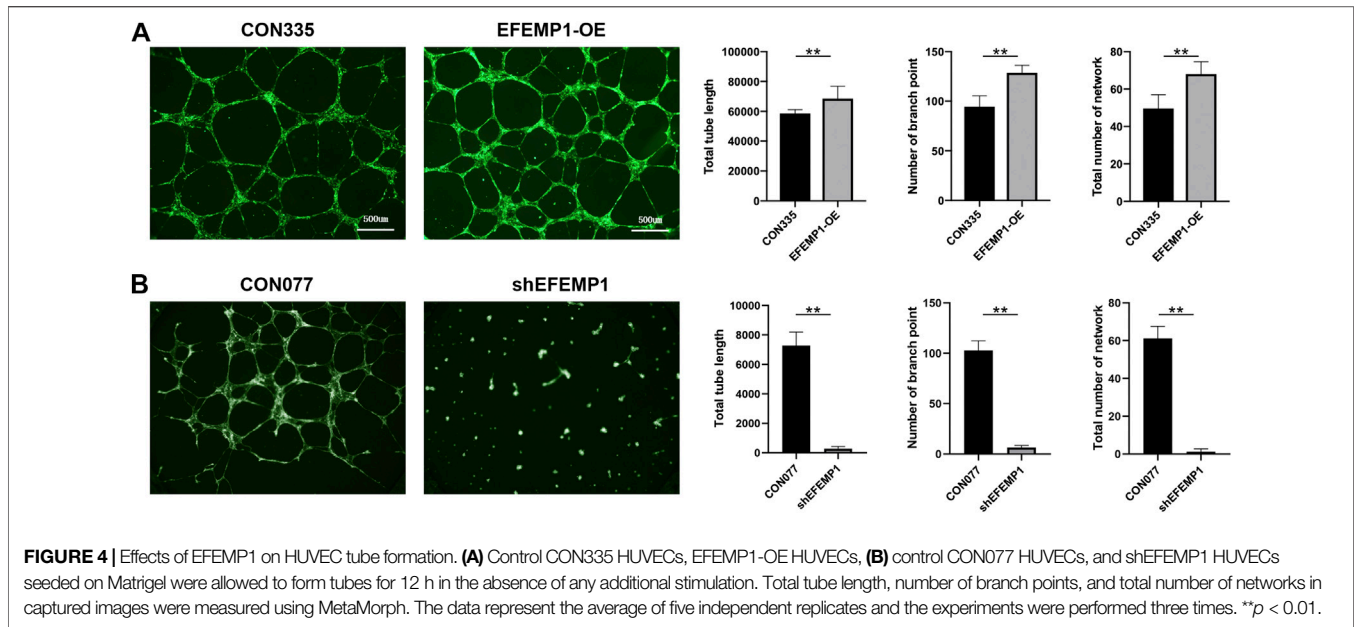 A
CON335
EFEMP1-OE
500um
500um
Total tube length
100000
80000
60000
40000
20000
0
**
CON335
EFEMP1-OE
Number of branch point
150
100
50
0
**
CON335
EFEMP1-OE
Total number of network
80
60
40
20
0
**
CON335
EFEMP1-OE
B
CON077
shEFEMP1
Total tube length
10000
8000
6000
4000
2000
0
**
CON077
shEFEMP1
Number of branch point
150
100
50
0
**
CON077
shEFEMP1
Total number of network
80
60
40
20
0
**
CON077
shEFEMP1
FIGURE 4 | Effects of EFEMP1 on HUVEC tube formation. (A) Control CON335 HUVECs, EFEMP1-OE HUVECs, (B) control CON077 HUVECs, and shEFEMP1 HUVECs
seeded on Matrigel were allowed to form tubes for 12 h in the absence of any additional stimulation. Total tube length, number of branch points, and total number of networks in
captured images were measured using MetaMorph. The data represent the average of five independent replicates and the experiments were performed three times. **p < 0.01.